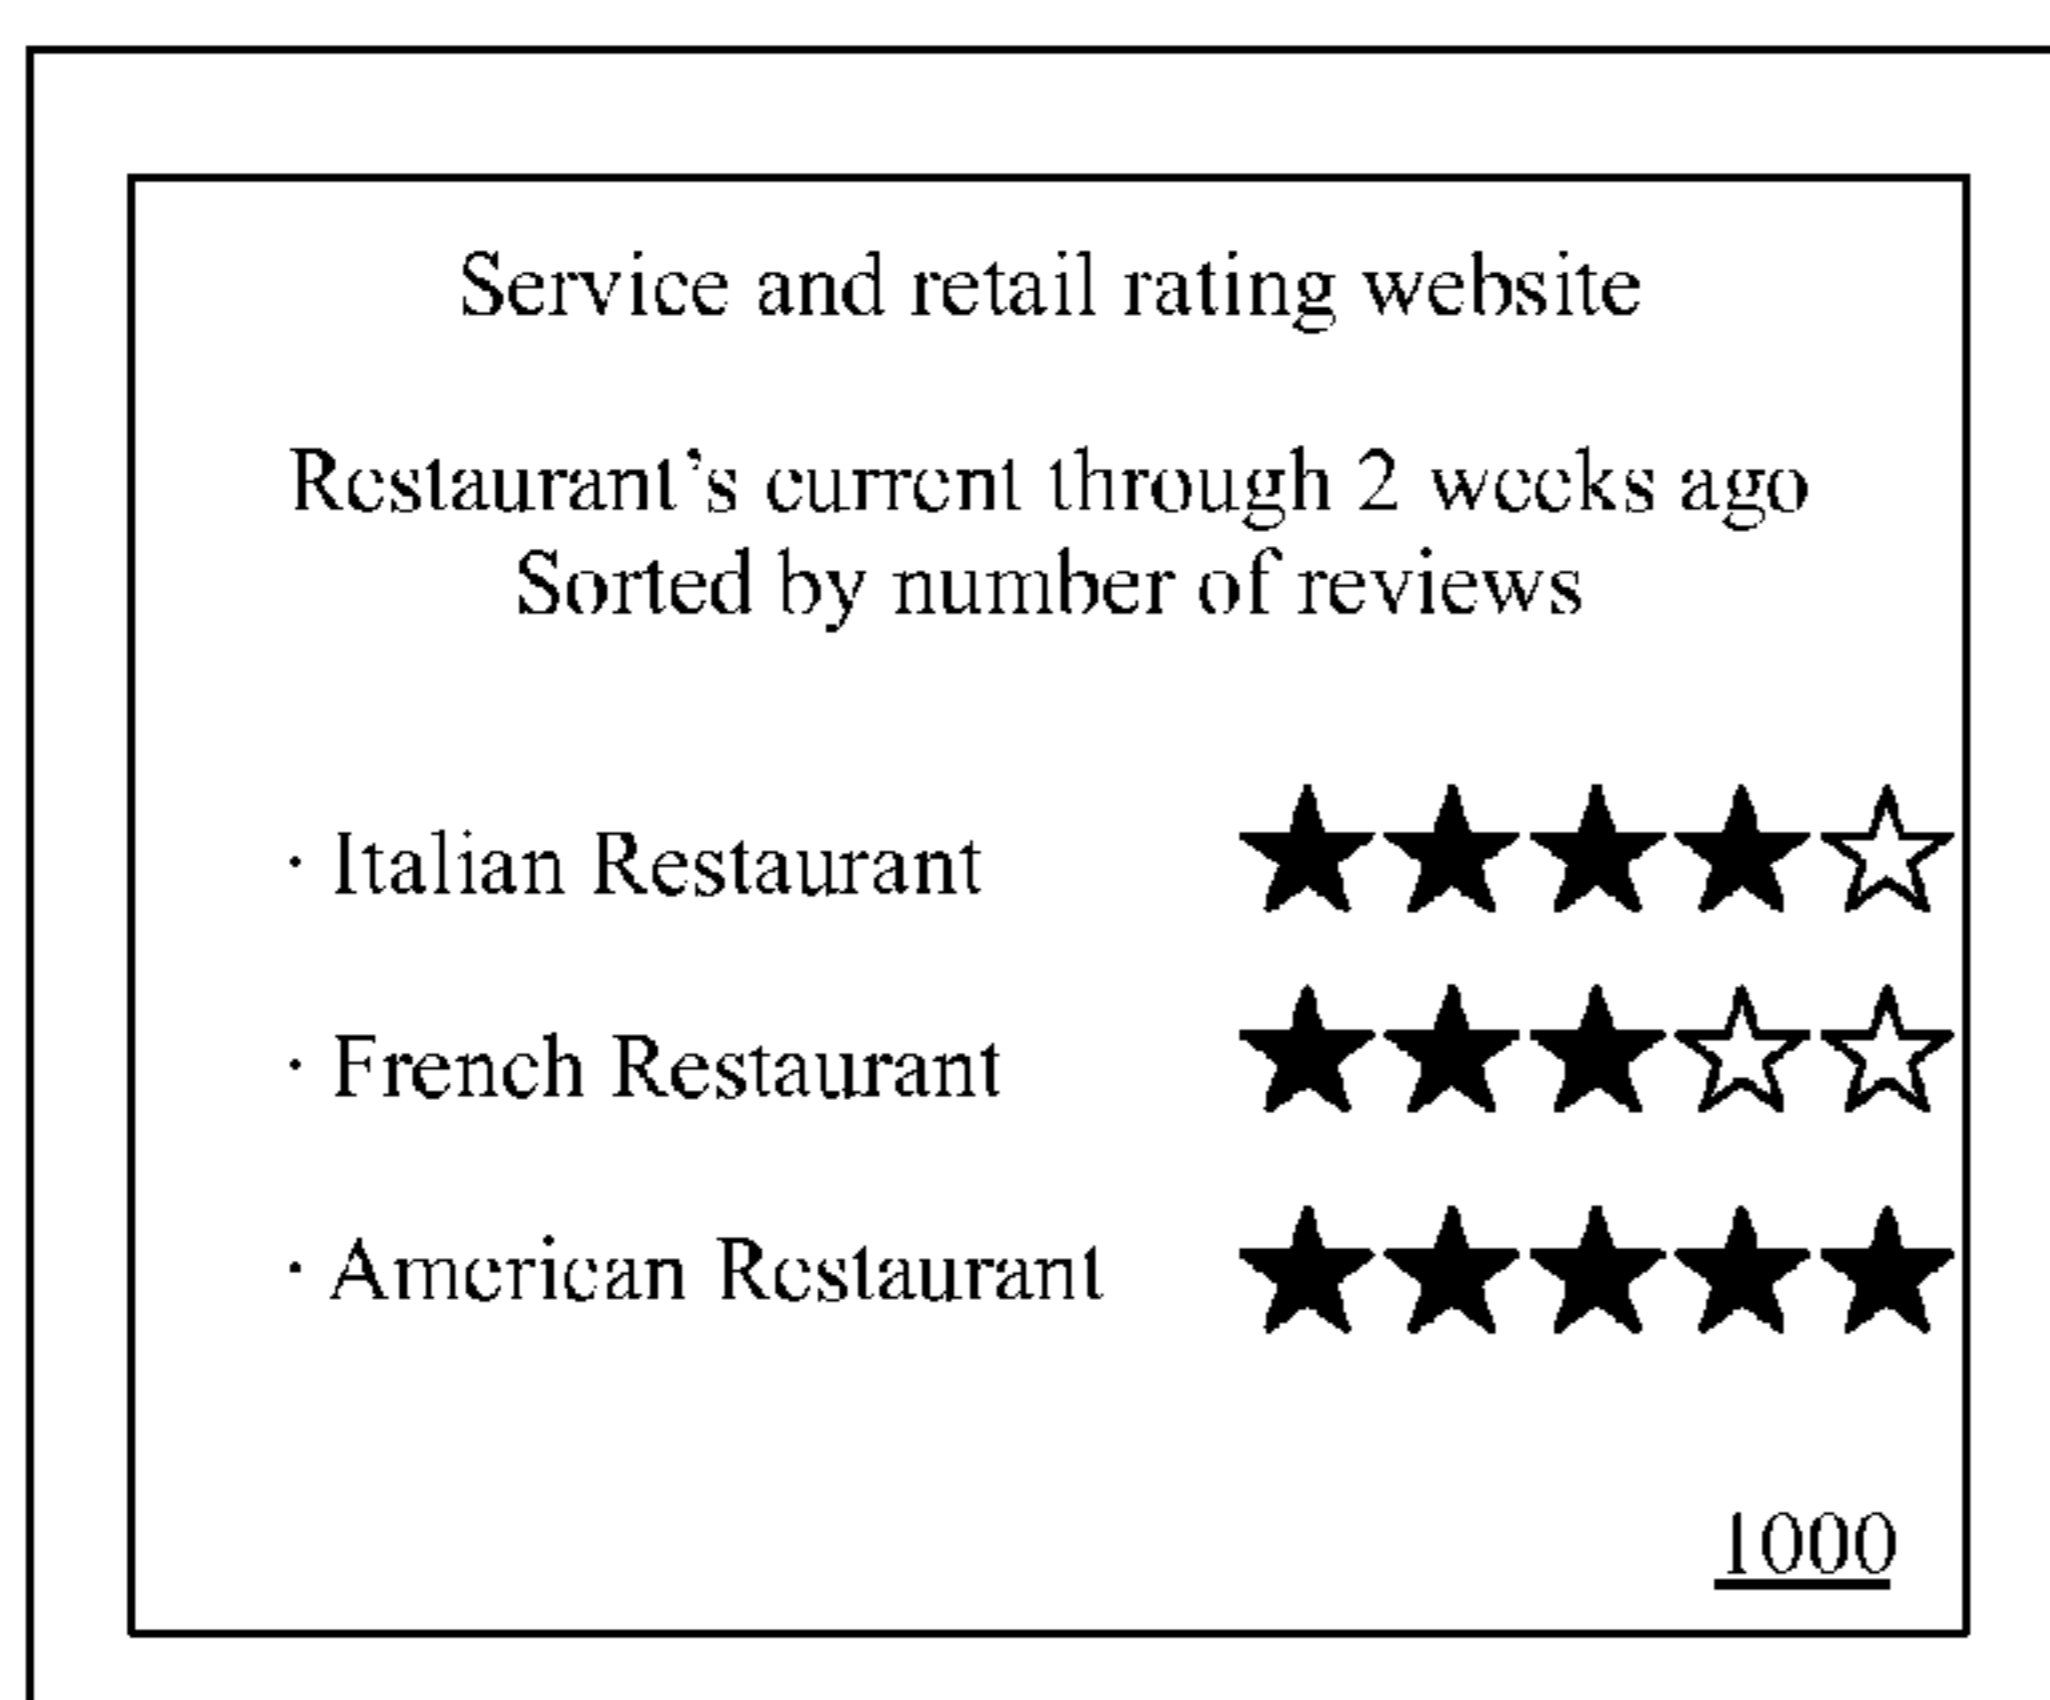 Service and retail rating website
Restaurant's current through 2 weeks ago
Sorted by number of reviews
· Italian Restaurant ★★★★☆
· French Restaurant ★★★☆☆
· American Restaurant ★★★★★
1000